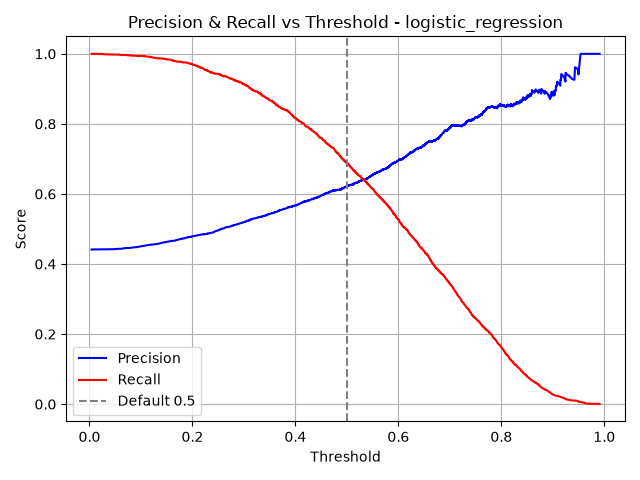 Precision & Recall vs Threshold - logistic_regression
1.0
0.8
0.6
0.4
0.2
0.0
Score
Precision
Recall
Default 0.5
0.0 0.2 0.4 0.6 0.8 1.0
Threshold